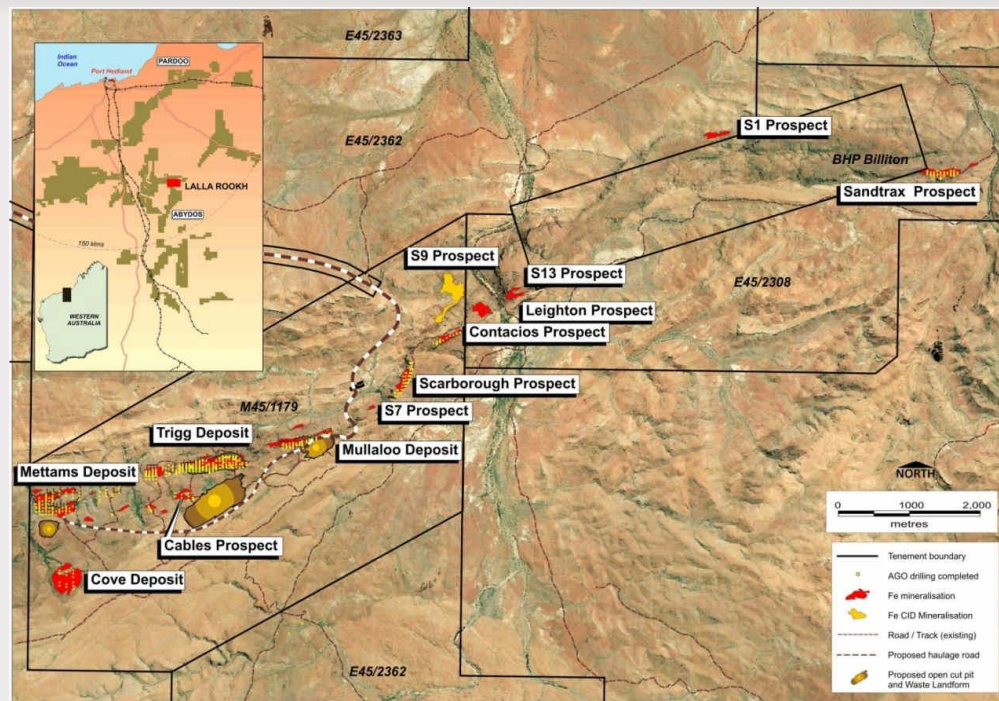 E45/2363
Indian
Ocean
Port Hedland
PARDOO
LALLA ROOKH
ABYDOS
150 klms
WESTERN
AUSTRALIA
E45/2362
S1 Prospect
BHP Billiton
Sandtrax Prospect
S9 Prospect
S13 Prospect
E45/2308
Leighton Prospect
Contacios Prospect
Scarborough Prospect
M45/1179
S7 Prospect
Trigg Deposit
Mullaloo Deposit
Mettams Deposit
Cables Prospect
Cove Deposit
E45/2362
NORTH
0 1000 2,000
metres
Tenement boundary
AGO drilling completed
Fe mineralisation
Fe CID Mineralisation
Road / Track (existing)
Proposed haulage road
Proposed open cut pit
and Waste Landform